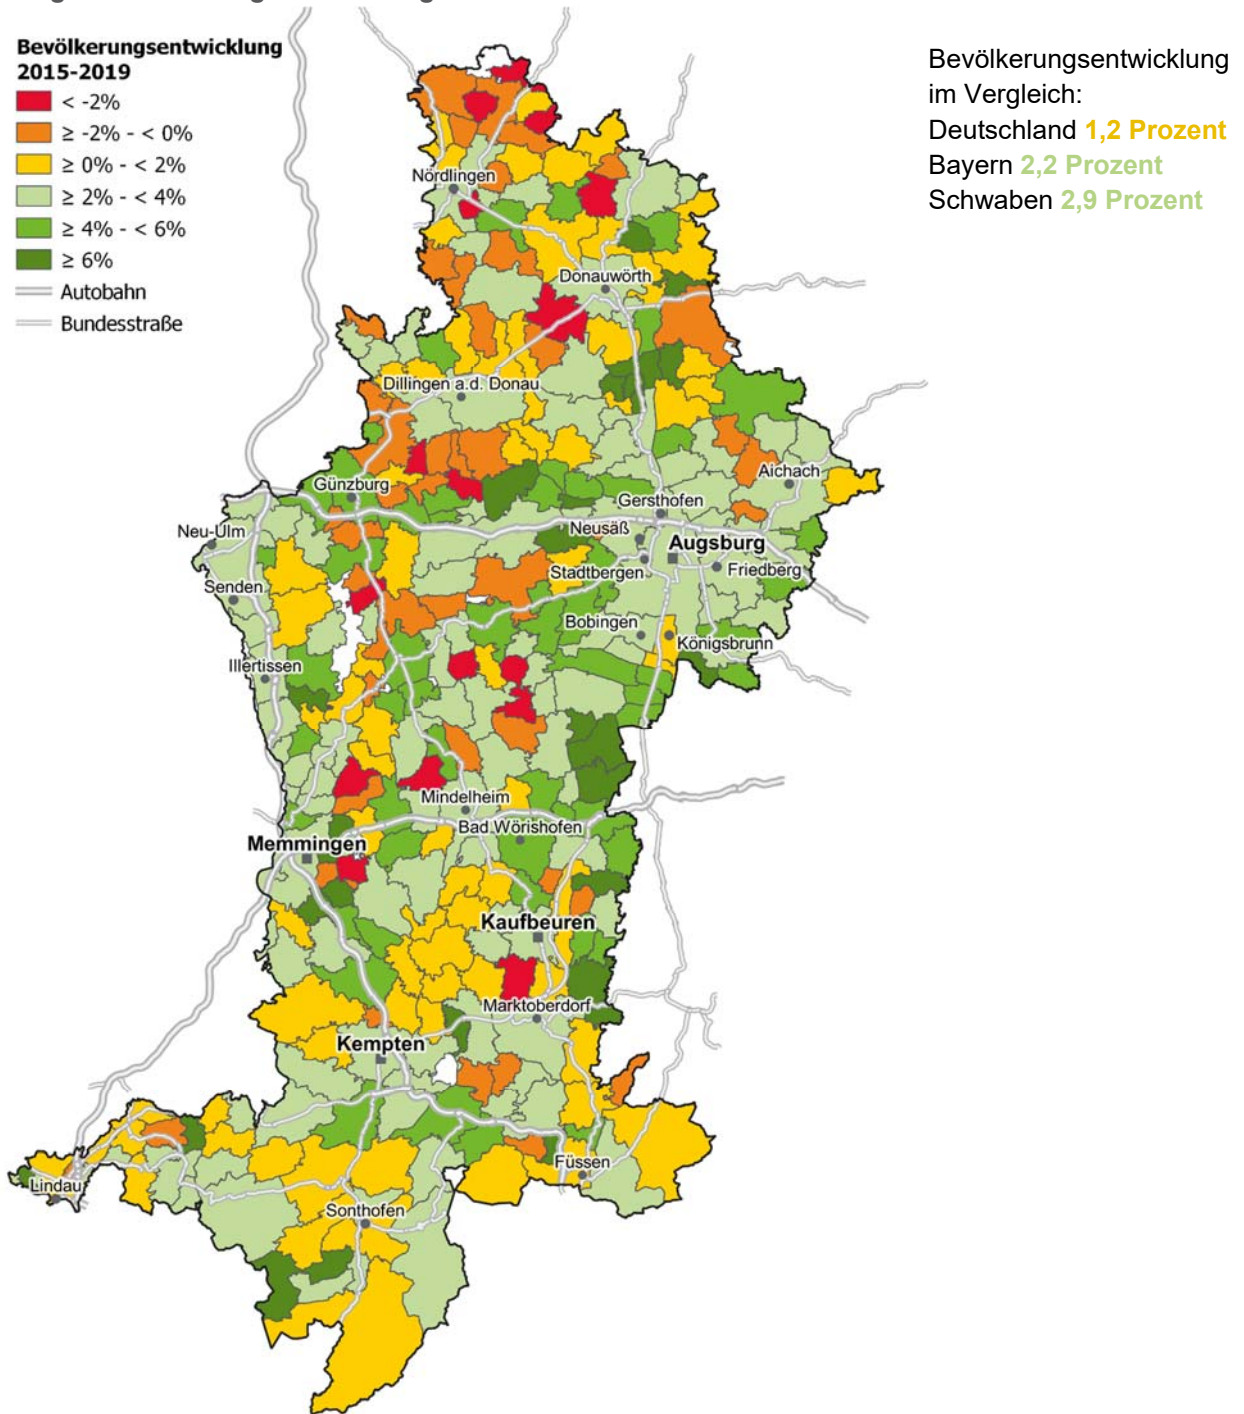 Bevölkerungsentwicklung
2015-2019
< -2%
≥ -2% - < 0%
≥ 0% - < 2%
≥ 2% - < 4%
≥ 4% - < 6%
≥ 6%
Autobahn
Bundesstraße
Bevölkerungsentwicklung
im Vergleich:
Deutschland 1,2 Prozent
Bayern 2,2 Prozent
Schwaben 2,9 Prozent
Nördlingen
Donauwörth
Dillingen a.d. Donau
Aichach
Günzburg
Gersthofen
Neu-Ulm
Neusäß
Augsburg
Stadtbergen
Friedberg
Senden
Bobingen
Königsbrunn
Illertissen
Mindelheim
Bad Wörishofen
Memmingen
Kaufbeuren
Marktoberdorf
Kempten
Füssen
Lindau
Sonthofen